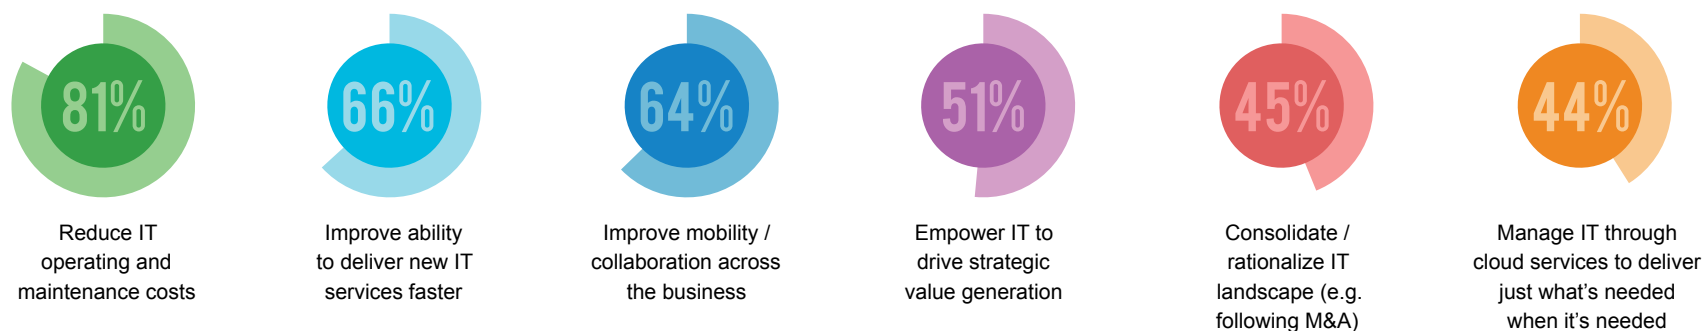 81%
Reduce IT
operating and
maintenance costs
66%
Improve ability
to deliver new IT
services faster
64%
Improve mobility /
collaboration across
the business
51%
Empower IT to
drive strategic
value generation
45%
Consolidate /
rationalize IT
landscape (e.g.
following M&A)
44%
Manage IT through
cloud services to deliver
just what’s needed
when it’s needed